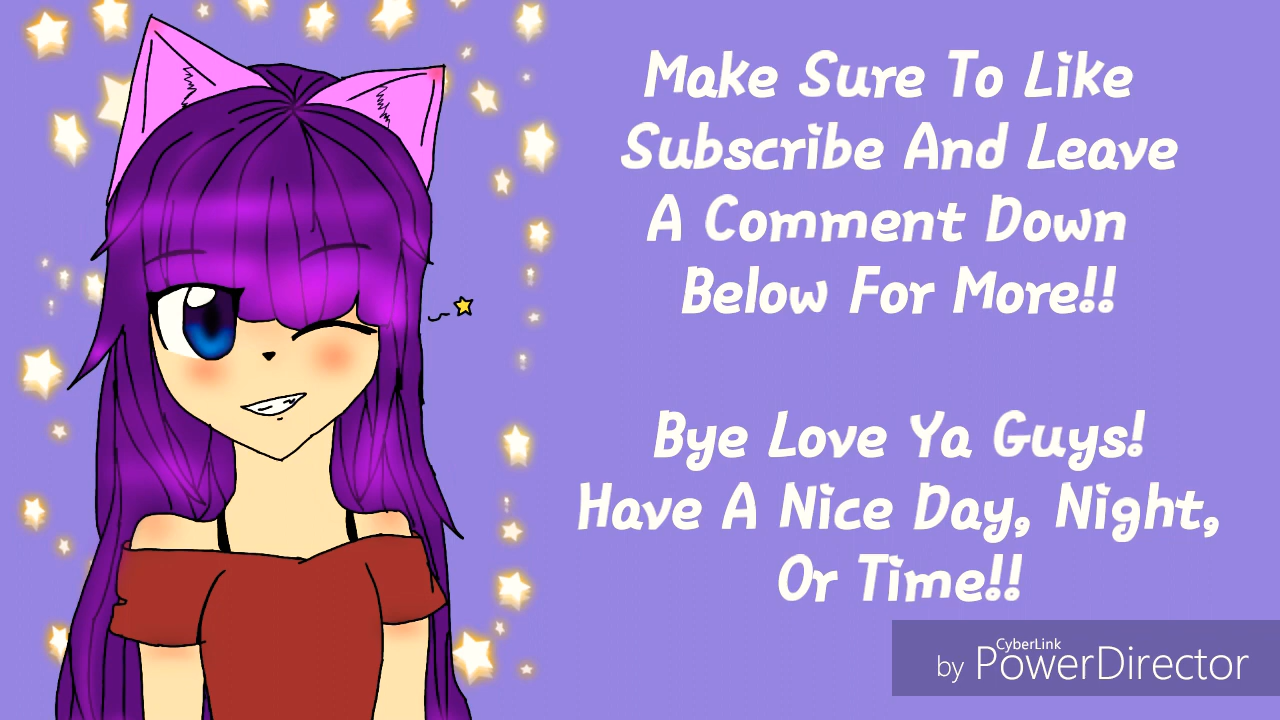 Make Sure To Like
Subscribe And Leave
A Comment Down
Below For More!!
Bye Love Ya Guys!
Have A Nice Day, Night,
Or Time!!
CyberLink
by PowerDirector